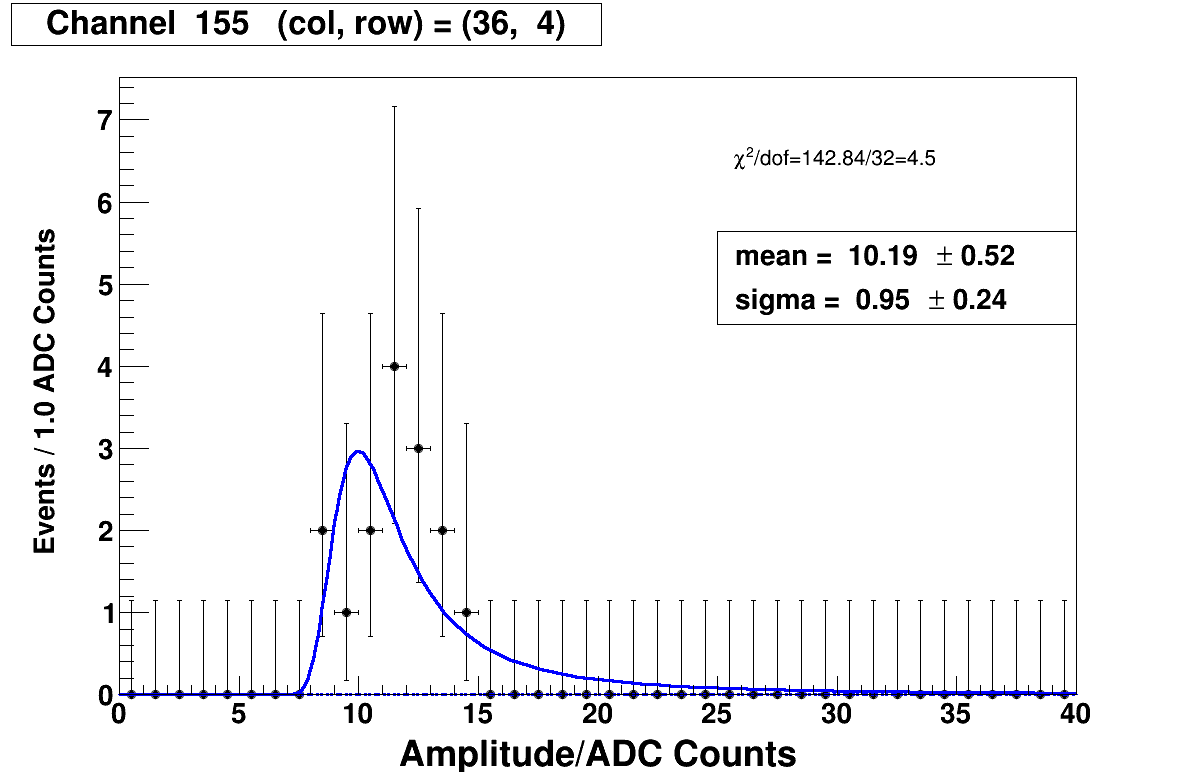 Channel 155 (col, row) = (36, 4)
χ²/dof=142.84/32=4.5
mean = 10.19 ± 0.52
sigma = 0.95 ± 0.24
Events / 1.0 ADC Counts
7
6
5
4
3
2
1
0
0 5 10 15 20 25 30 35 40
Amplitude/ADC Counts